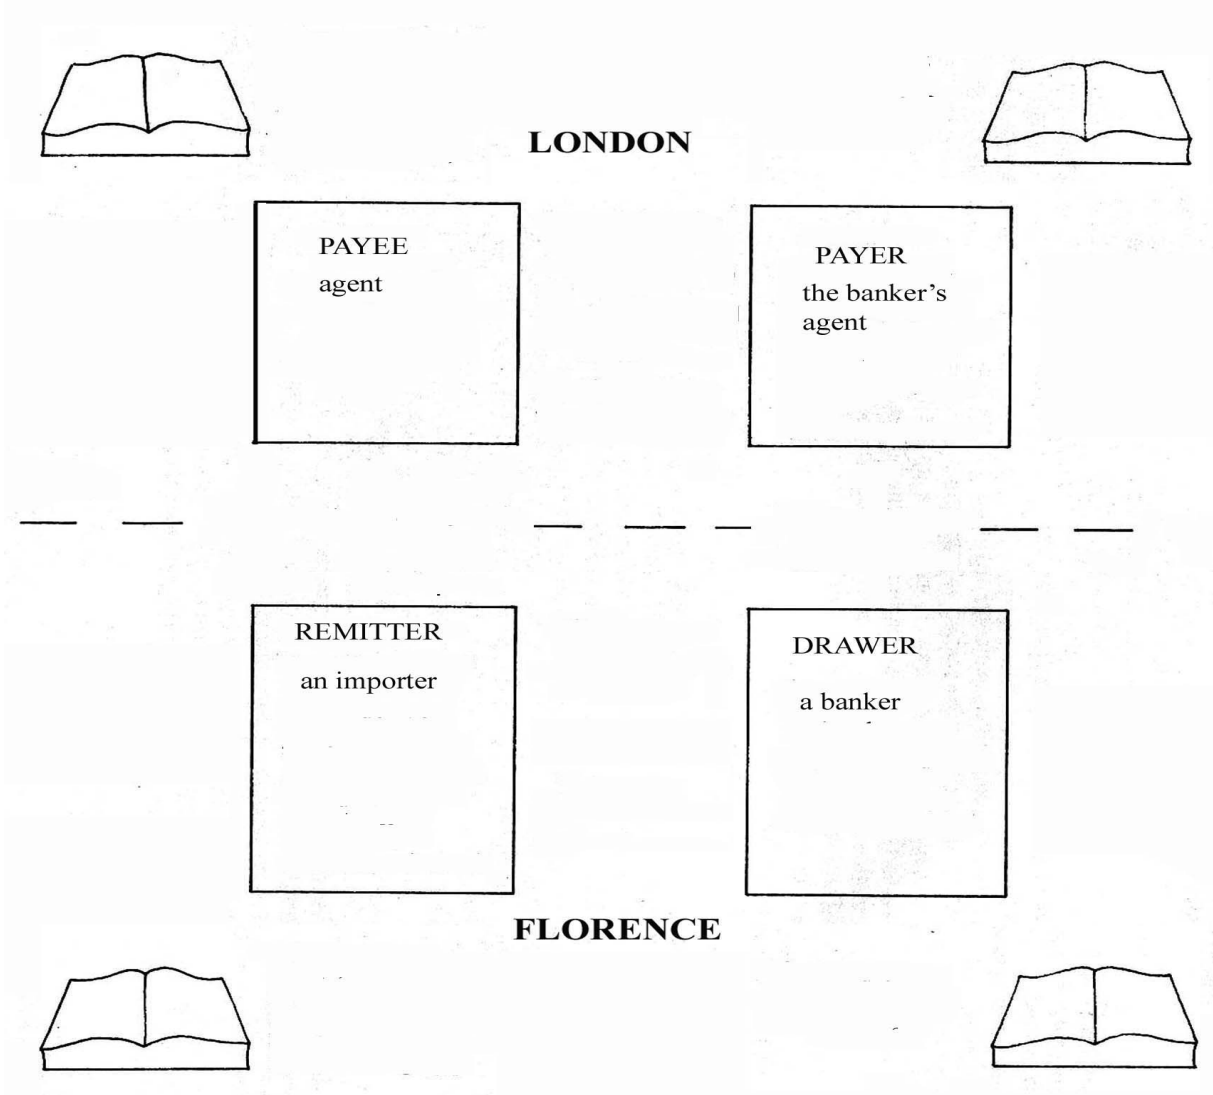 LONDON
PAYEE
agent
PAYER
the banker’s
agent
REMITTER
an importer
DRAWER
a banker
FLORENCE